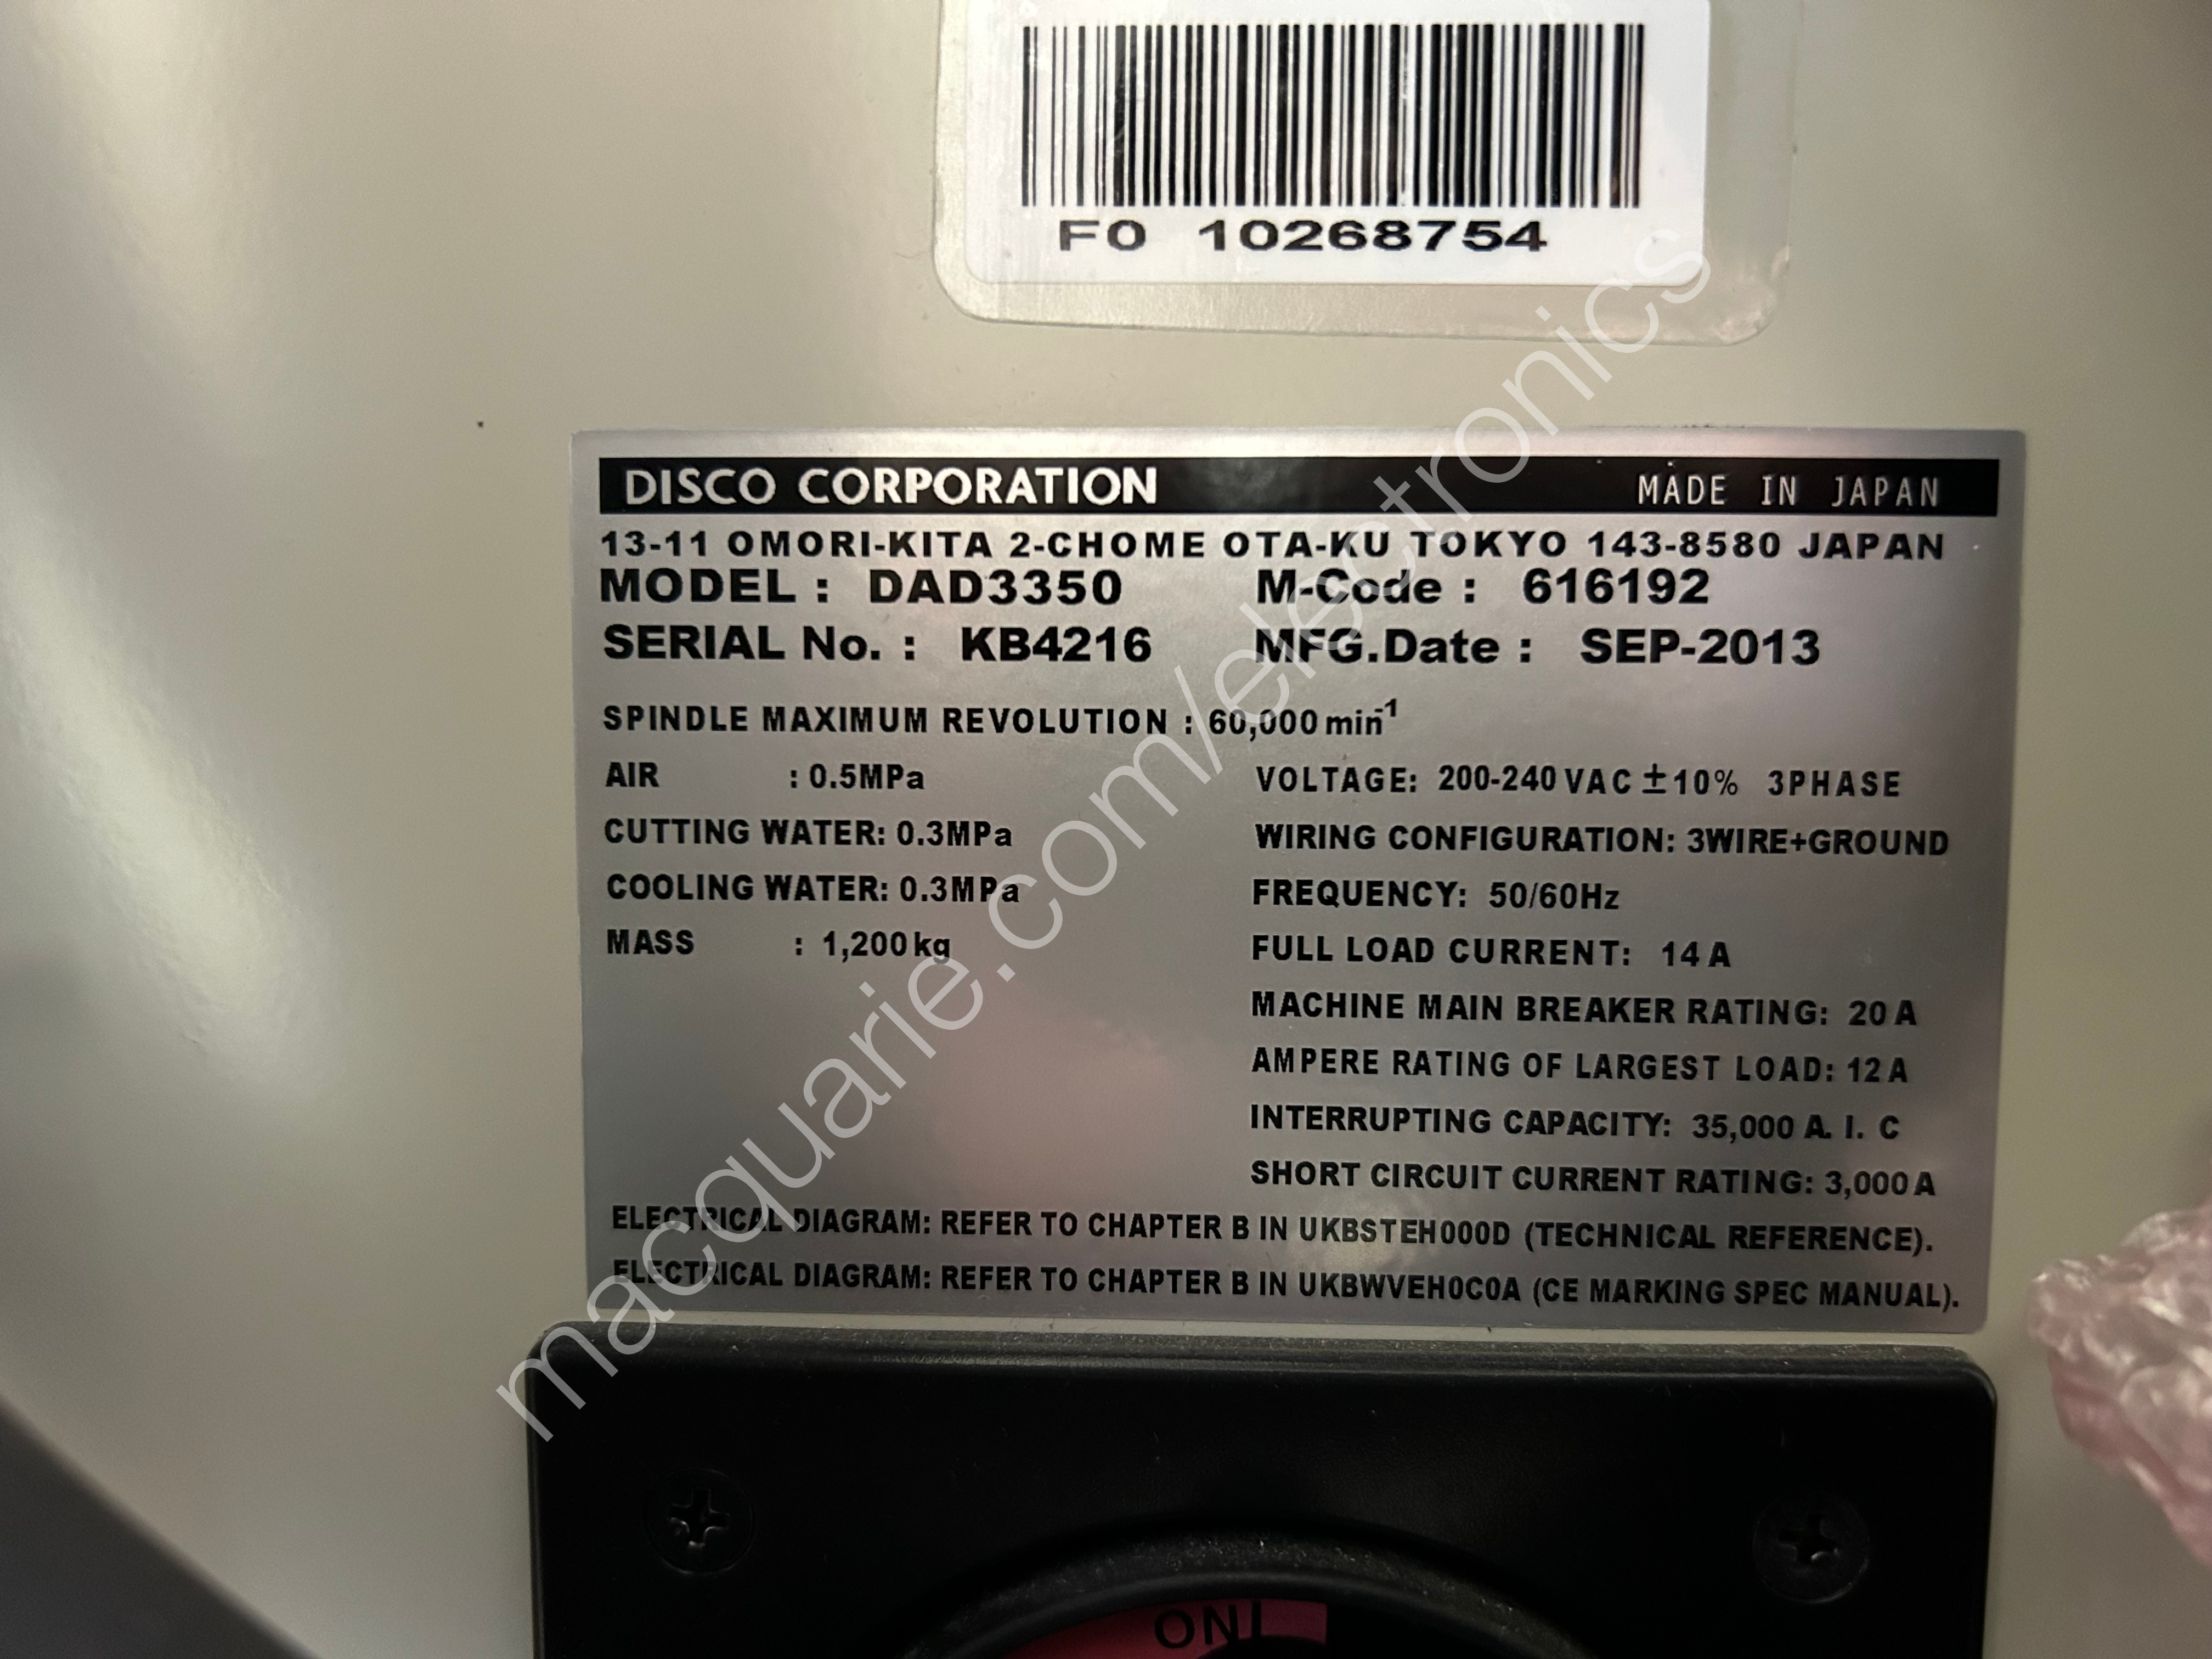 F0 10268754
DISCO CORPORATION MADE IN JAPAN
13-11 OMORI-KITA 2-CHOME OTA-KU TOKYO 143-8580 JAPAN
MODEL : DAD3350 M-Code : 616192
SERIAL No. : KB4216 MFG.Date : SEP-2013
SPINDLE MAXIMUM REVOLUTION : 60,000 min⁻¹
AIR : 0.5MPa VOLTAGE: 200-240 VAC ±10% 3PHASE
CUTTING WATER: 0.3MPa WIRING CONFIGURATION: 3WIRE+GROUND
COOLING WATER: 0.3MPa FREQUENCY: 50/60Hz
MASS : 1,200kg FULL LOAD CURRENT: 14 A
MACHINE MAIN BREAKER RATING: 20 A
AMPERE RATING OF LARGEST LOAD: 12 A
INTERRUPTING CAPACITY: 35,000 A. I. C
SHORT CIRCUIT CURRENT RATING: 3,000 A
ELECTRICAL DIAGRAM: REFER TO CHAPTER B IN UKBSTEH000D (TECHNICAL REFERENCE).
ELECTRICAL DIAGRAM: REFER TO CHAPTER B IN UKBWVEH0C0A (CE MARKING SPEC MANUAL).
macquarie.com/electronics